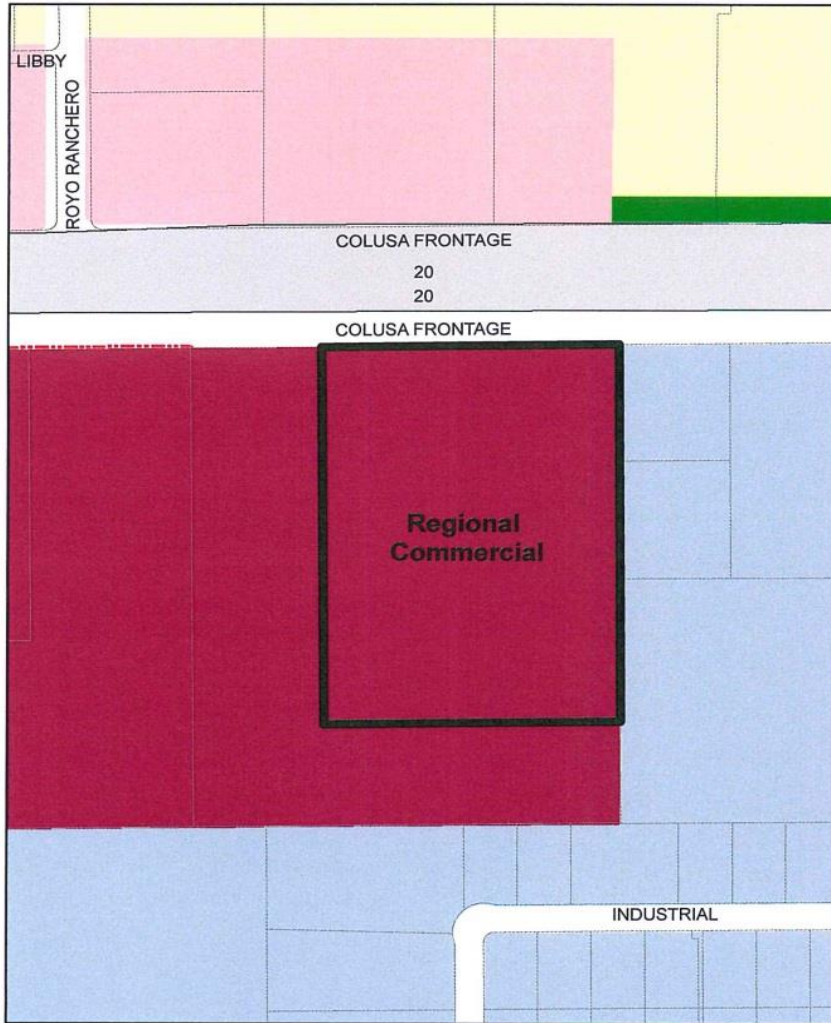 LIBBY
ROYO RANCHERO
COLUSA FRONTAGE
20
20
COLUSA FRONTAGE
Regional
Commercial
INDUSTRIAL